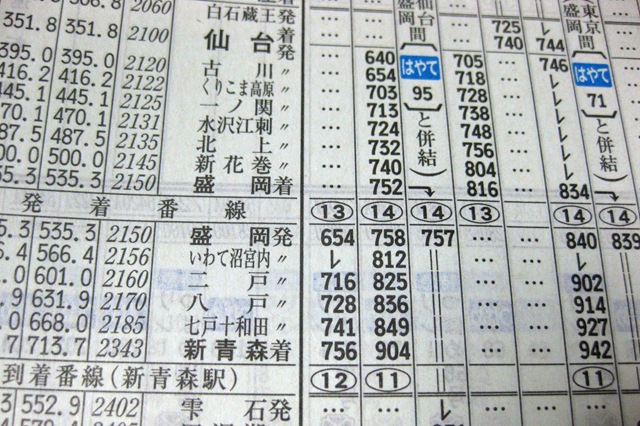 2060 白石蔵王発 … … 仙台 … … … 東京
351.8 351.8 2100 仙台着 … … 盛岡間 … 725 … 盛岡間
発 … … … 740 744
395.0 395.0 2120 古川〃 … 640 はやて 705 … 746 はやて
416.2 416.2 2122 くりこま高原〃 … 654 718 …
445.1 445.1 2125 一ノ関〃 … 703 95 728 … 71
470.1 470.1 2131 水沢江刺〃 … 713 と併結 738 … と併結
487.5 487.5 2135 北上〃 … 724 748 …
500.0 500.0 2145 新花巻〃 … 732 756 …
… 740 804 …
535.3 535.3 2150 盛岡着 … 752 816 … 834
発着番線 ⑬ ⑭ ⑭ ⑬ ⑭ ⑭
535.3 535.3 2150 盛岡発 654 758 757 … … 840 839
566.4 2156 いわて沼宮内〃 812 … …
601.0 2160 二戸〃 716 825 … … 902
631.9 2170 八戸〃 728 836 … … 914
668.0 2185 七戸十和田〃 741 849 … … 927
713.7 713.7 2343 新青森着 756 904 … … 942
到着番線(新青森駅) ⑫ ⑪ ⑪
552.9 2402 雫石発 … … … … …